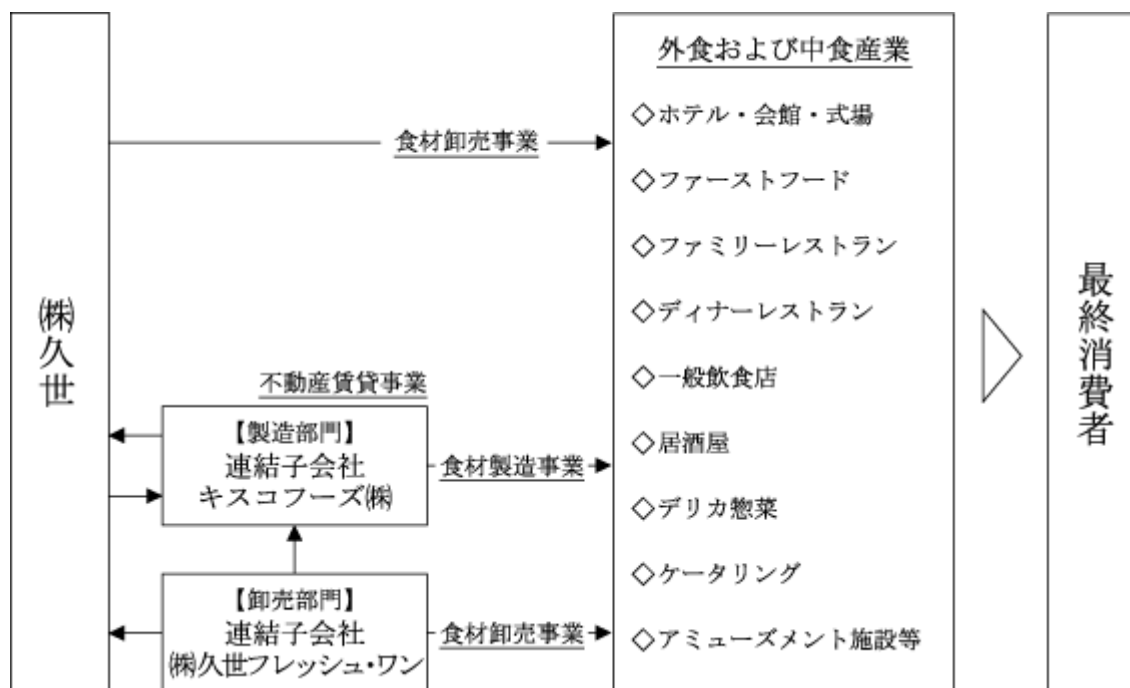 ㈱久世
食材卸売事業
不動産賃貸事業
【製造部門】
連結子会社
キスコフーズ㈱
食材製造事業
【卸売部門】
連結子会社
㈱久世フレッシュ・ワン
食材卸売事業
外食および中食産業
◇ホテル・会館・式場
◇ファーストフード
◇ファミリーレストラン
◇ディナーレストラン
◇一般飲食店
◇居酒屋
◇デリカ惣菜
◇ケータリング
◇アミューズメント施設等
最終消費者